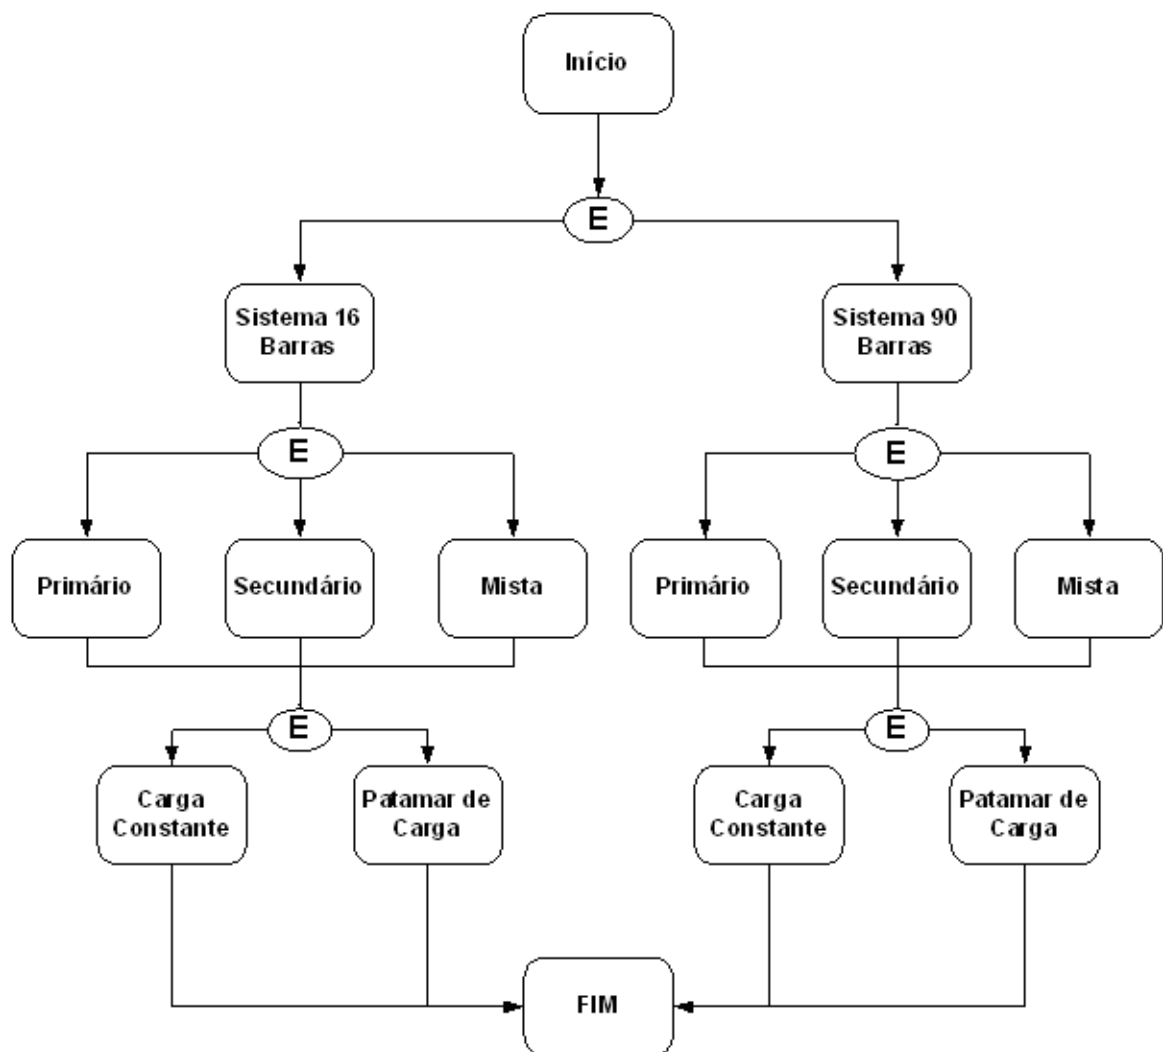 Início
E
Sistema 16
Barras
Sistema 90
Barras
E
E
Primário
Secundário
Mista
Primário
Secundário
Mista
E
E
Carga
Constante
Patamar de
Carga
Carga
Constante
Patamar de
Carga
FIM